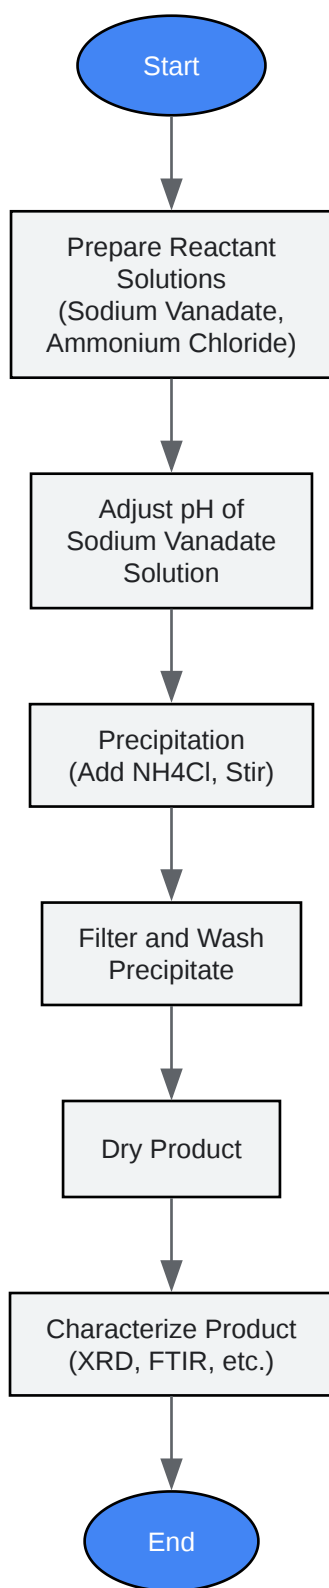 Start
Prepare Reactant
Solutions
(Sodium Vanadate,
Ammonium Chloride)
Adjust pH of
Sodium Vanadate
Solution
Precipitation
(Add NH4Cl, Stir)
Filter and Wash
Precipitate
Dry Product
Characterize Product
(XRD, FTIR, etc.)
End